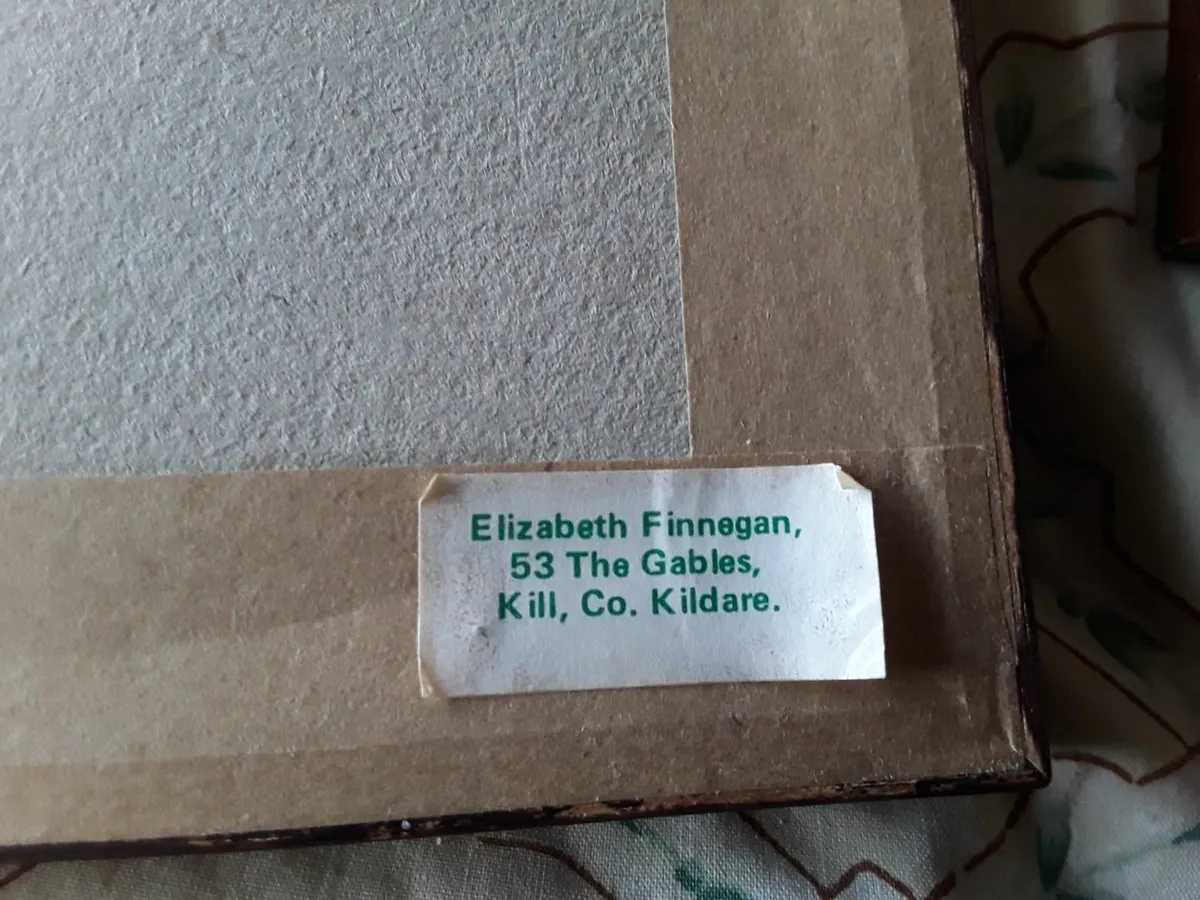 Elizabeth Finnegan,
53 The Gables,
Kill, Co. Kildare.